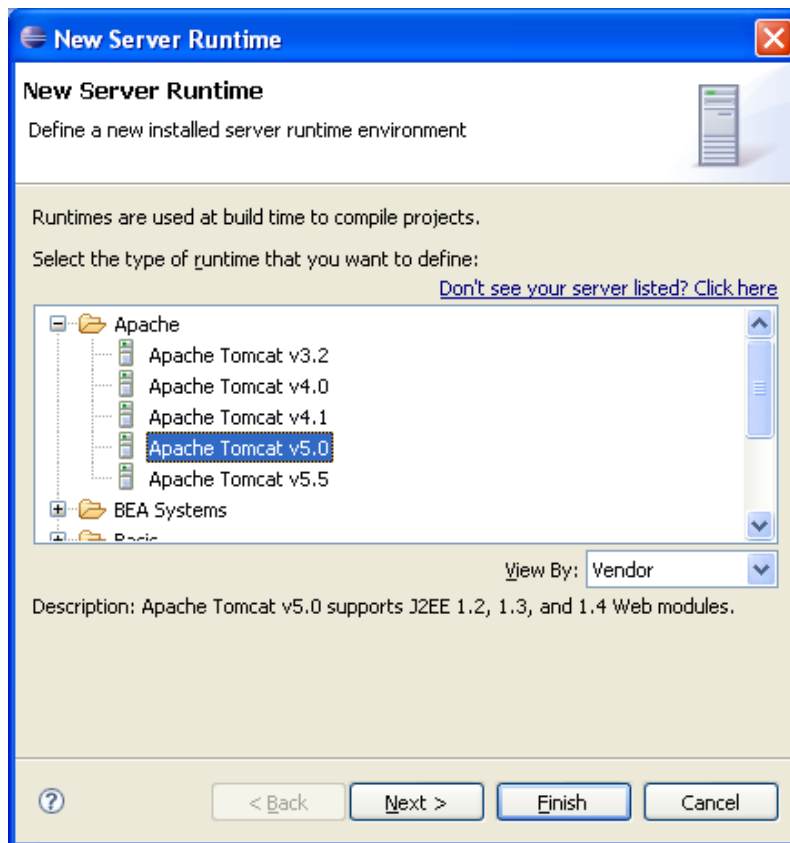 New Server Runtime
New Server Runtime
Define a new installed server runtime environment
Runtimes are used at build time to compile projects.
Select the type of runtime that you want to define:
Don't see your server listed? Click here
Apache
Apache Tomcat v3.2
Apache Tomcat v4.0
Apache Tomcat v4.1
Apache Tomcat v5.0
Apache Tomcat v5.5
BEA Systems
Basic
View By: Vendor
Description: Apache Tomcat v5.0 supports J2EE 1.2, 1.3, and 1.4 Web modules.
< Back Next > Finish Cancel